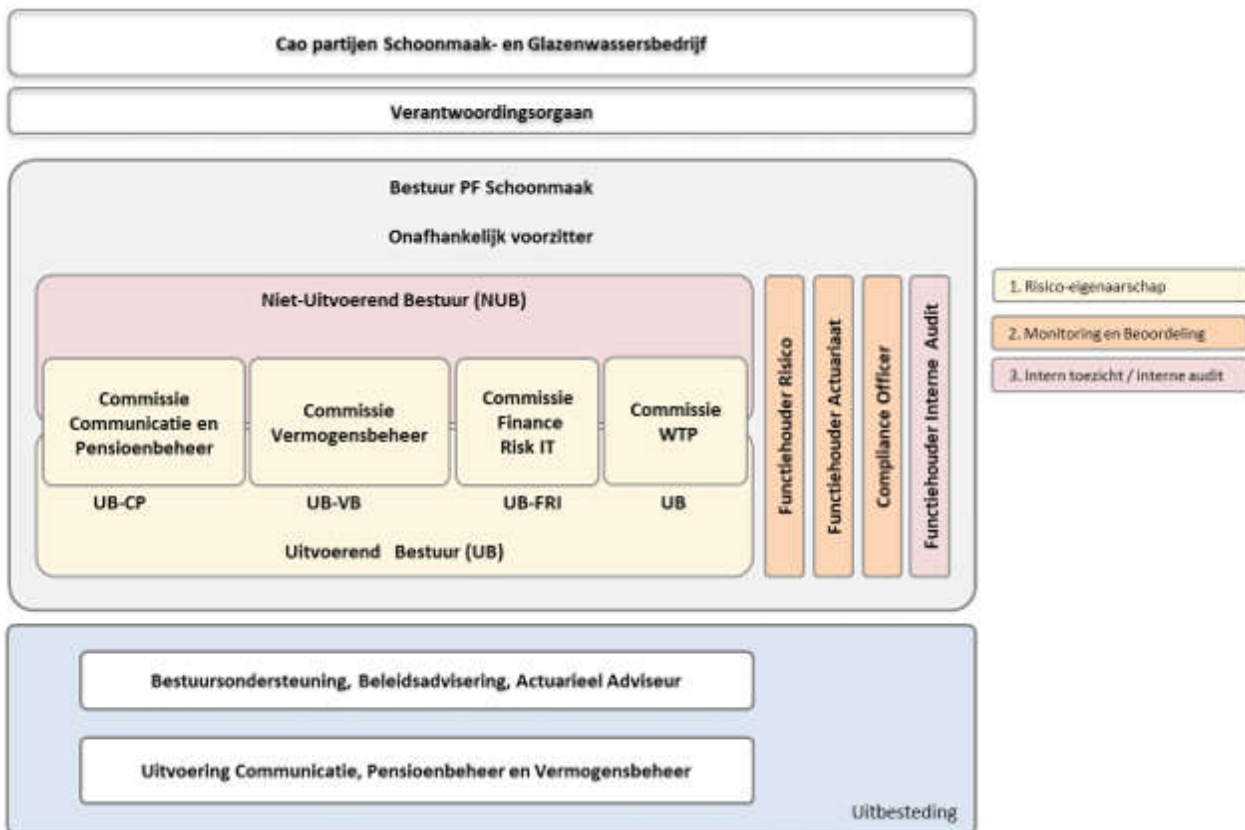 Cao partijen Schoonmaak- en Glazenwassersbedrijf
Verantwoordingsorgaan
Bestuur PF Schoonmaak
Onafhankelijk voorzitter
Niet-Uitvoerend Bestuur (NUB)
Commissie
Communicatie en
Pensioenbeheer
Commissie
Vermogensbeheer
Commissie
Finance
Risk IT
Commissie
WTP
UB-CP
UB-VB
UB-FRI
UB
Uitvoerend Bestuur (UB)
Functiehouder Risico
Functiehouder Actuariaat
Compliance Officer
Functiehouder Interne Audit
1. Risico-eigenaarschap
2. Monitoring en Beoordeling
3. Intern toezicht / interne audit
Bestuursondersteuning, Beleidsadvisering, Actuarieel Adviseur
Uitvoering Communicatie, Pensioenbeheer en Vermogensbeheer
Uitbesteding